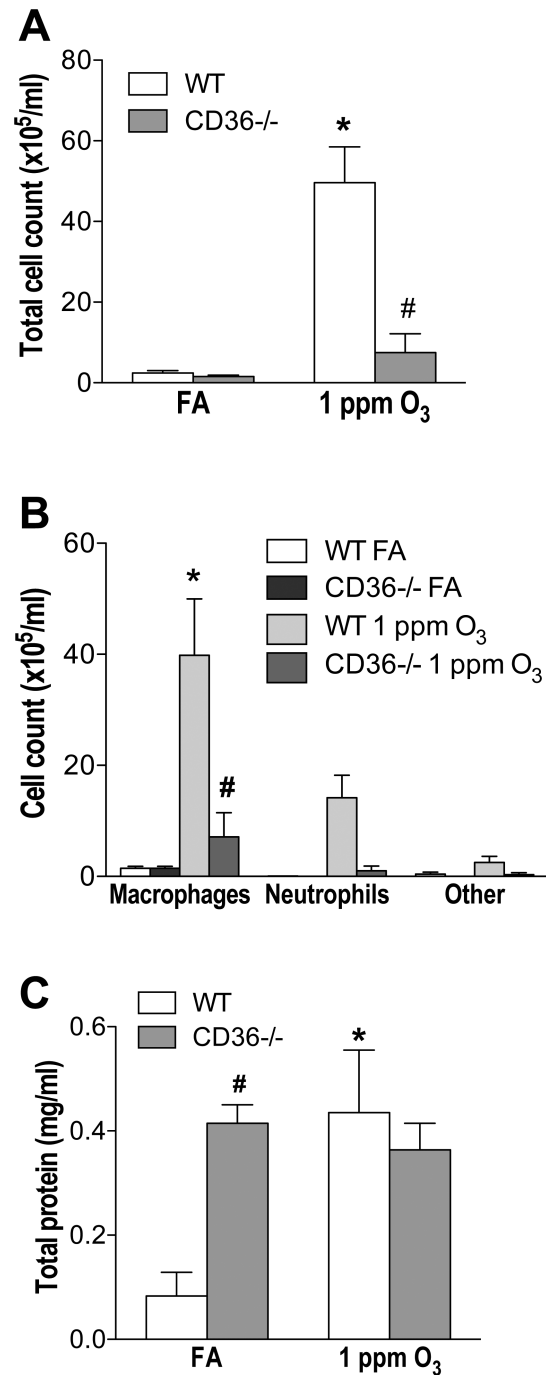 A
Total cell count (x10⁵/ml)
80
60
40
20
0
WT
CD36-/-
*
#
FA
1 ppm O₃
B
Cell count (x10⁵/ml)
60
40
20
0
WT FA
CD36-/- FA
WT 1 ppm O₃
CD36-/- 1 ppm O₃
*
#
Macrophages
Neutrophils
Other
C
Total protein (mg/ml)
0.6
0.4
0.2
0.0
WT
CD36-/-
#
*
FA
1 ppm O₃